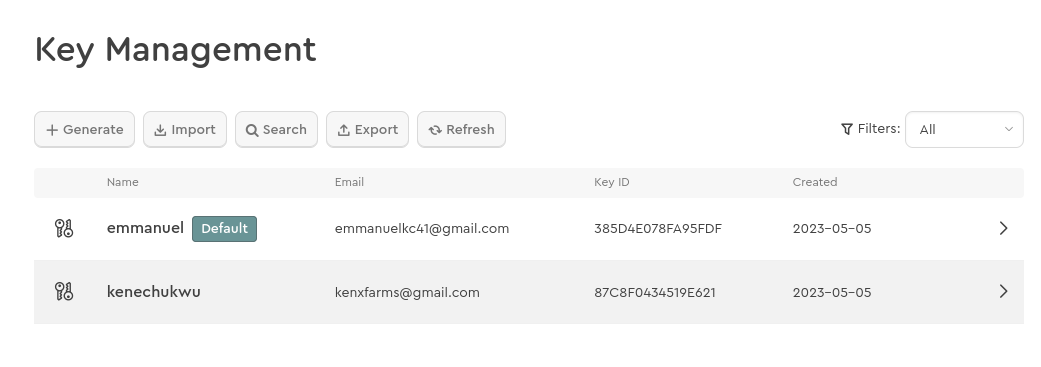 Key Management
Generate Import Search Export Refresh Filters: All
Name Email Key ID Created
emmanuel Default emmanuelkc41@gmail.com 385D4E078FA95FDF 2023-05-05
kenechukwu kenxfarms@gmail.com 87C8F0434519E621 2023-05-05